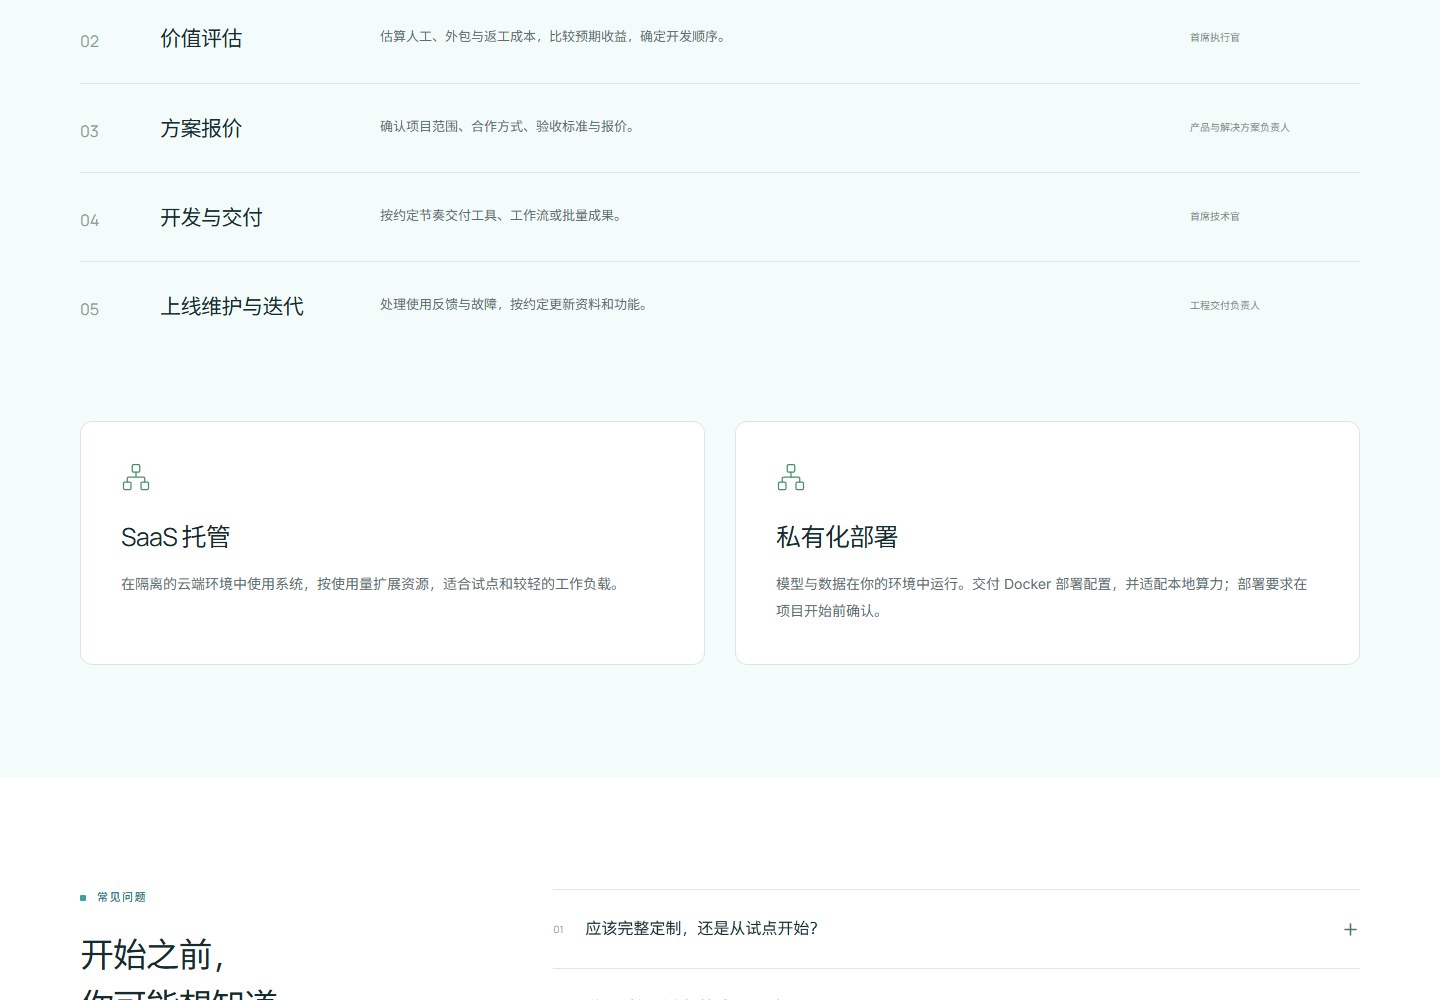 02 价值评估 估算人工、外包与返工成本，比较预期收益，确定开发顺序。 首席执行官
03 方案报价 确认项目范围、合作方式、验收标准与报价。 产品与解决方案负责人
04 开发与交付 按约定节奏交付工具、工作流或批量成果。 首席技术官
05 上线维护与迭代 处理使用反馈与故障，按约定更新资料和功能。 工程交付负责人
SaaS 托管
在隔离的云端环境中使用系统，按使用量扩展资源，适合试点和较轻的工作负载。
私有化部署
模型与数据在你的环境中运行。交付 Docker 部署配置，并适配本地算力；部署要求在
项目开始前确认。
常见问题
开始之前，
你可能想知道
01 应该完整定制，还是从试点开始？